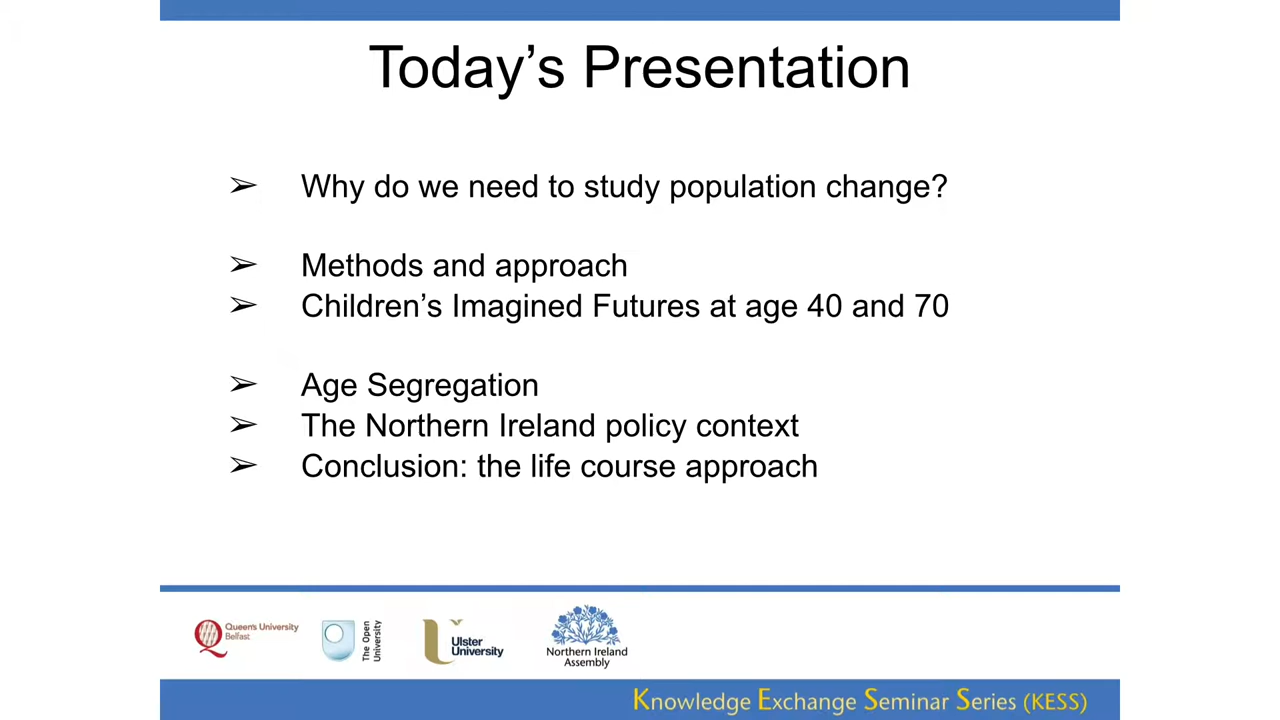 Today’s Presentation
➢ Why do we need to study population change?
➢ Methods and approach
➢ Children’s Imagined Futures at age 40 and 70
➢ Age Segregation
➢ The Northern Ireland policy context
➢ Conclusion: the life course approach
Queen's University
Belfast
The Open
University
Ulster
University
Northern Ireland
Assembly
Knowledge Exchange Seminar Series (KESS)